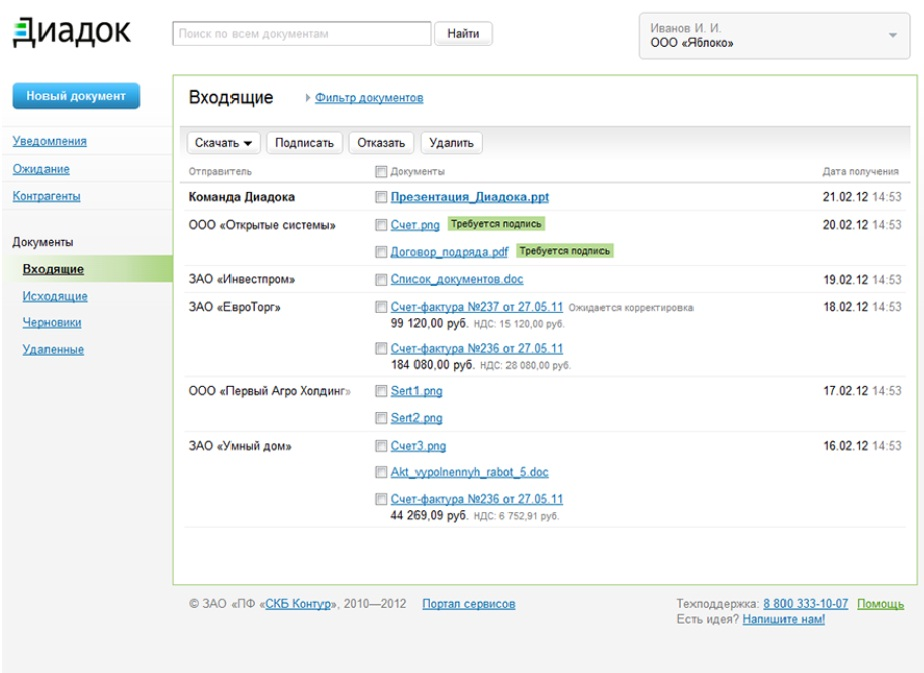 Диадок
Поиск по всем документам
Найти
Иванов И. И.
ООО «Яблоко»
Новый документ
Уведомления
Ожидание
Контрагенты
Документы
Входящие
Исходящие
Черновики
Удаленные
Входящие Фильтр документов
Скачать Подписать Отказать Удалить
Отправитель Документы Дата получения
Команда Диадока Презентация_Диадока.ppt 21.02.12 14:53
ООО «Открытые системы» Счет.png Требуется подпись 20.02.12 14:53
Договор_подряда.pdf Требуется подпись
ЗАО «Инвестпром» Список_документов.doc 19.02.12 14:53
ЗАО «ЕвроТорг» Счет-фактура №237 от 27.05.11 Ожидается корректировка 18.02.12 14:53
99 120,00 руб. НДС: 15 120,00 руб.
Счет-фактура №236 от 27.05.11
184 080,00 руб. НДС: 28 080,00 руб.
ООО «Первый Агро Холдинг» Sert1.png 17.02.12 14:53
Sert2.png
ЗАО «Умный дом» Счет3.png 16.02.12 14:53
Akt_vypolnennyh_rabot_5.doc
Счет-фактура №236 от 27.05.11
44 269,09 руб. НДС: 6 752,91 руб.
© ЗАО «ПФ «СКБ Контур», 2010—2012 Портал сервисов
Техподдержка: 8 800 333-10-07 Помощь
Есть идея? Напишите нам!